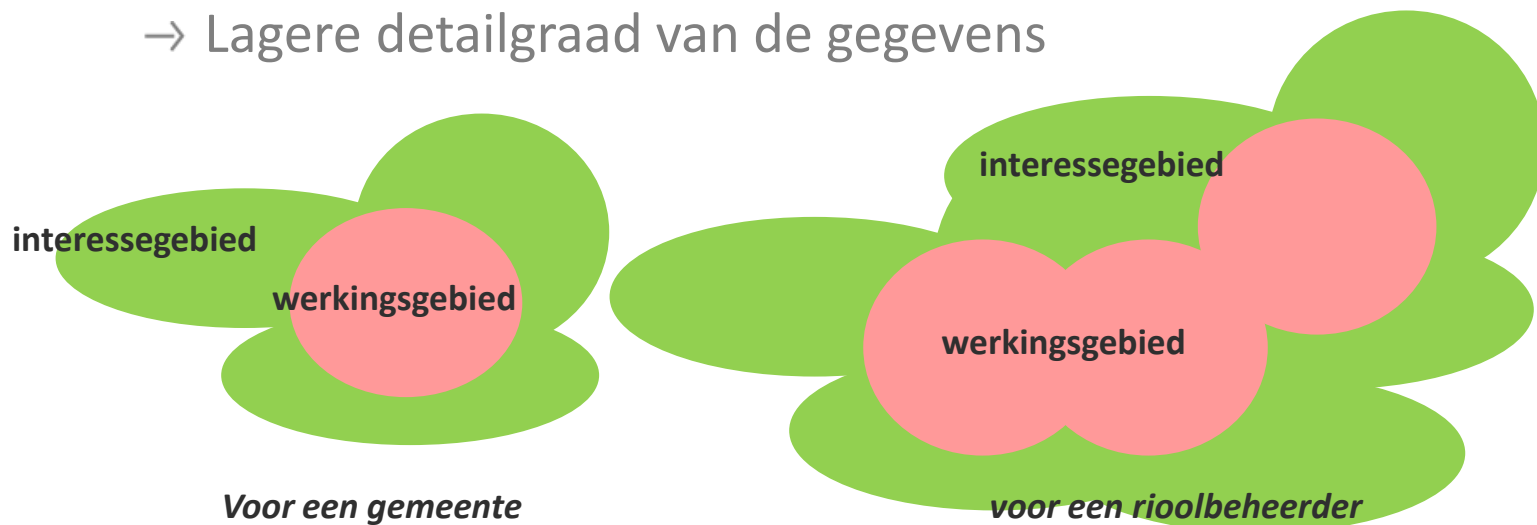 → Lagere detailgraad van de gegevens
interessegebied
interessegebied
werkingsgebied
werkingsgebied
Voor een gemeente
voor een rioolbeheerder